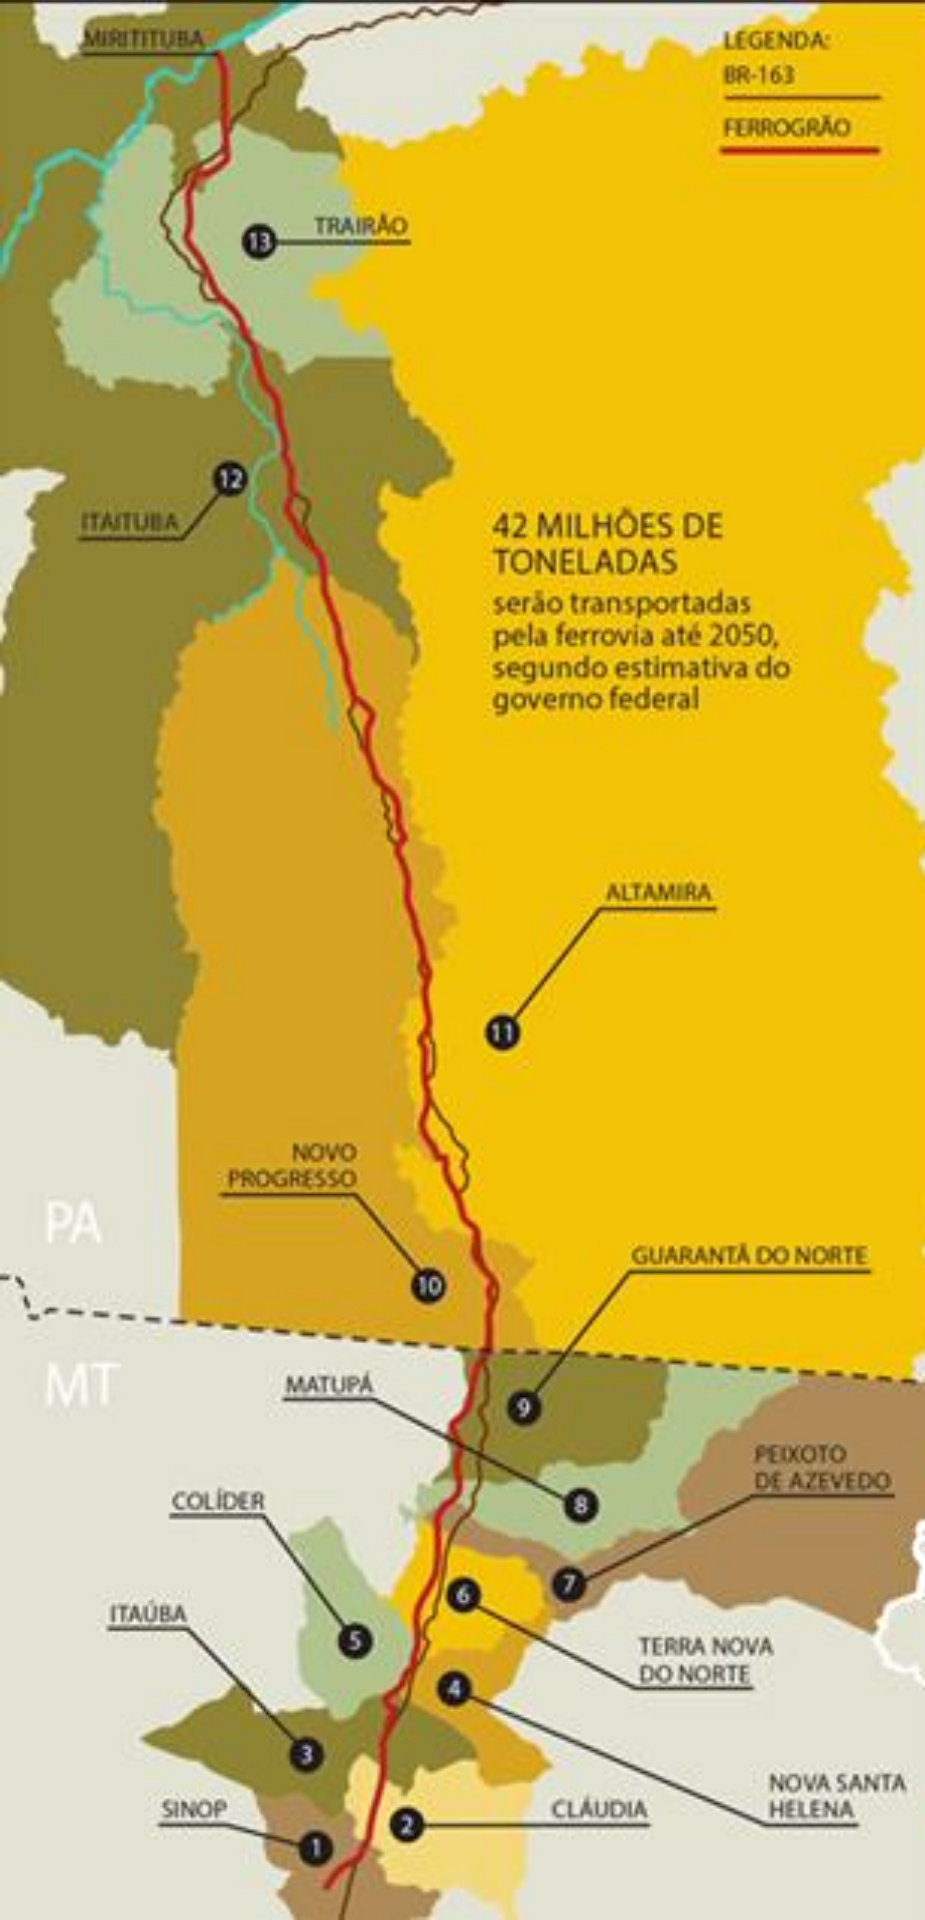 MIRITITUBA
LEGENDA:
BR-163
FERROGRÃO
13
TRAIRÃO
12
ITAITUBA
42 MILHÕES DE
TONELADAS
serão transportadas
pela ferrovia até 2050,
segundo estimativa do
governo federal
ALTAMIRA
11
NOVO
PROGRESSO
PA
10
GUARANTÃ DO NORTE
MT
MATUPÁ
9
PEIXOTO
DE AZEVEDO
8
COLÍDER
7
6
ITAÚBA
5
TERRA NOVA
DO NORTE
4
3
NOVA SANTA
HELENA
SINOP
2
CLÁUDIA
1